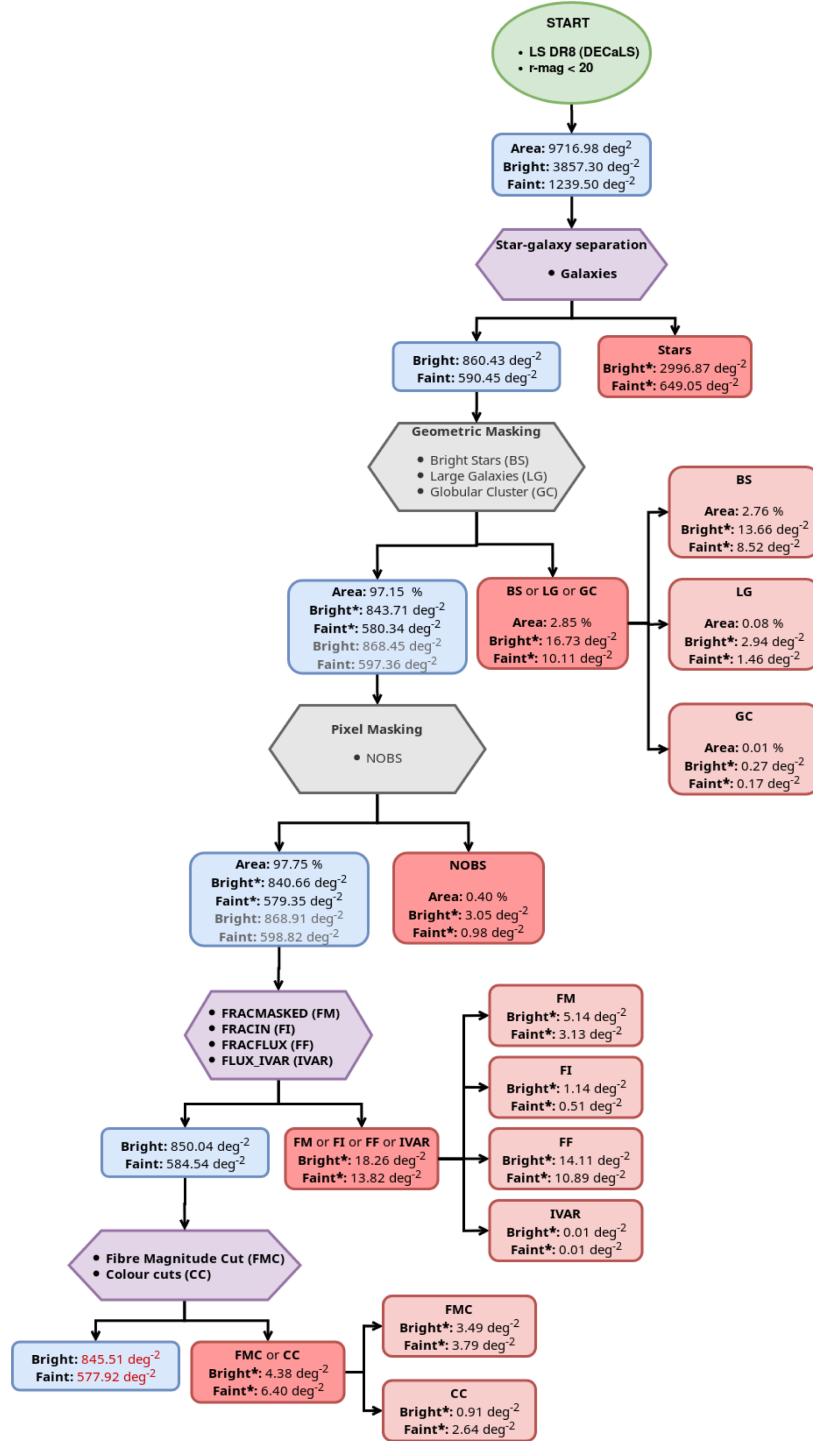 START
• LS DR8 (DECaLS)
• r-mag < 20
Area: 9716.98 deg²
Bright: 3857.30 deg⁻²
Faint: 1239.50 deg⁻²
Star-galaxy separation
• Galaxies
Bright: 860.43 deg⁻²
Faint: 590.45 deg⁻²
Stars
Bright*: 2996.87 deg⁻²
Faint*: 649.05 deg⁻²
Geometric Masking
• Bright Stars (BS)
• Large Galaxies (LG)
• Globular Cluster (GC)
BS
Area: 2.76 %
Bright*: 13.66 deg⁻²
Faint*: 8.52 deg⁻²
Area: 97.15 %
Bright*: 843.71 deg⁻²
Faint*: 580.34 deg⁻²
Bright: 868.45 deg⁻²
Faint: 597.36 deg⁻²
BS or LG or GC
Area: 2.85 %
Bright*: 16.73 deg⁻²
Faint*: 10.11 deg⁻²
LG
Area: 0.08 %
Bright*: 2.94 deg⁻²
Faint*: 1.46 deg⁻²
GC
Area: 0.01 %
Bright*: 0.27 deg⁻²
Faint*: 0.17 deg⁻²
Pixel Masking
• NOBS
Area: 97.75 %
Bright*: 840.66 deg⁻²
Faint*: 579.35 deg⁻²
Bright: 868.91 deg⁻²
Faint: 598.82 deg⁻²
NOBS
Area: 0.40 %
Bright*: 3.05 deg⁻²
Faint*: 0.98 deg⁻²
• FRACMASKED (FM)
• FRACIN (FI)
• FRACFLUX (FF)
• FLUX_IVAR (IVAR)
FM
Bright*: 5.14 deg⁻²
Faint*: 3.13 deg⁻²
FI
Bright*: 1.14 deg⁻²
Faint*: 0.51 deg⁻²
Bright: 850.04 deg⁻²
Faint: 584.54 deg⁻²
FM or FI or FF or IVAR
Bright*: 18.26 deg⁻²
Faint*: 13.82 deg⁻²
FF
Bright*: 14.11 deg⁻²
Faint*: 10.89 deg⁻²
IVAR
Bright*: 0.01 deg⁻²
Faint*: 0.01 deg⁻²
• Fibre Magnitude Cut (FMC)
• Colour cuts (CC)
FMC
Bright*: 3.49 deg⁻²
Faint*: 3.79 deg⁻²
Bright: 845.51 deg⁻²
Faint: 577.92 deg⁻²
FMC or CC
Bright*: 4.38 deg⁻²
Faint*: 6.40 deg⁻²
CC
Bright*: 0.91 deg⁻²
Faint*: 2.64 deg⁻²